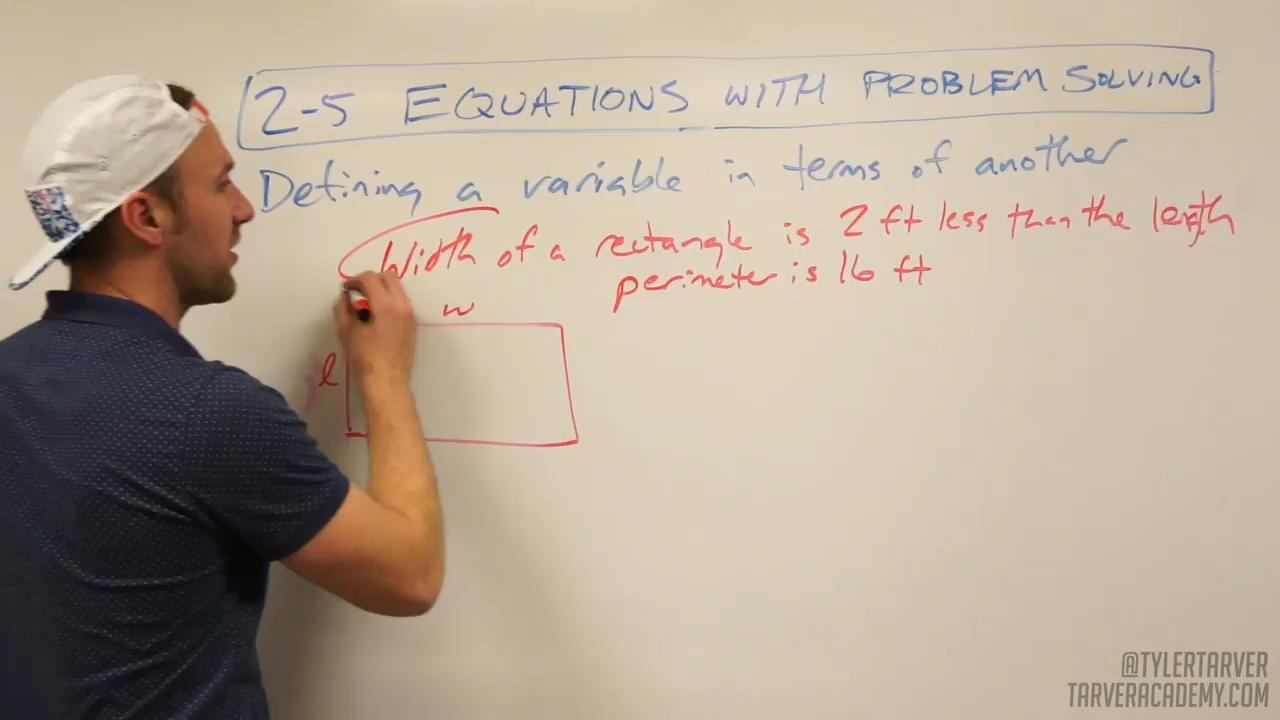 2-5 EQUATIONS WITH PROBLEM SOLVING
Defining a variable in terms of another
Width of a rectangle is 2 ft less than the length
perimeter is 16 ft
w
l
@TYLERTARVER
TARVERACADEMY.COM